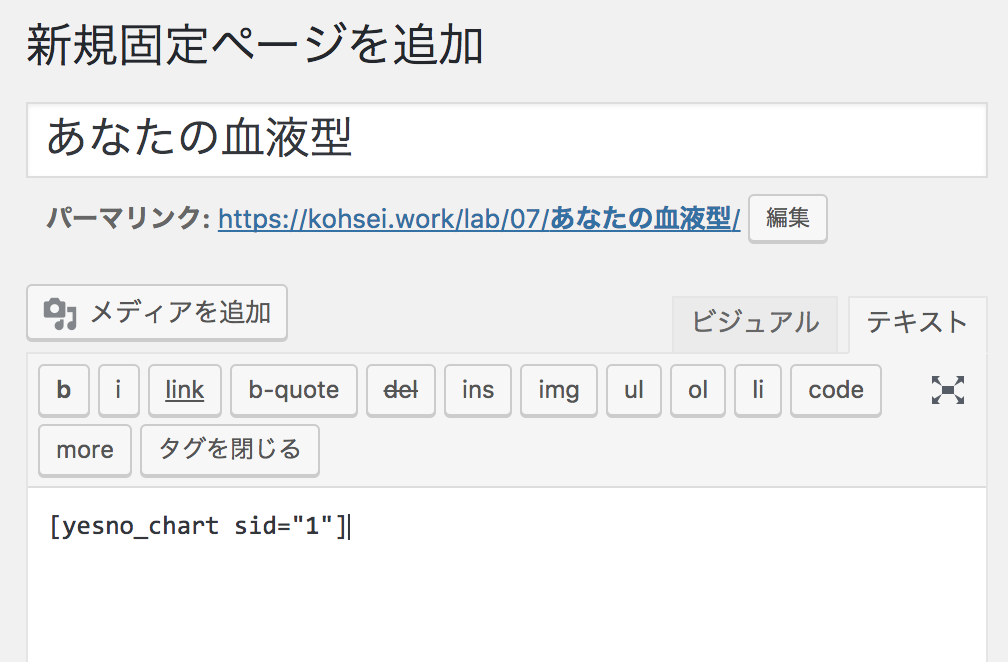 新規固定ページを追加
あなたの血液型
パーマリンク: https://kohsei.work/lab/07/あなたの血液型/ 編集
メディアを追加 ビジュアル テキスト
b i link b-quote del ins img ul ol li code
more タグを閉じる
[yesno_chart sid="1"]